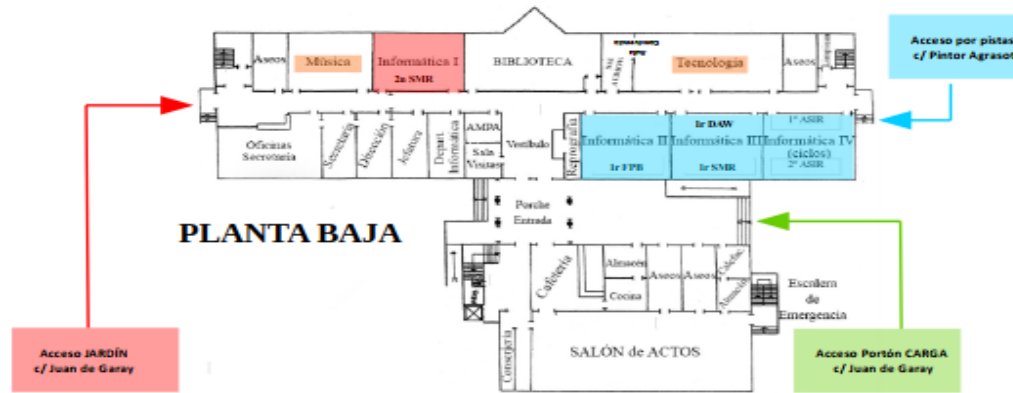 Acceso por pistas
c/ Pintor Agrasot
Aseos
Música
Informática I
2n SMR
BIBLIOTECA
Tecnología
Aseos
Oficinas
Secretaria
Secretaría
Dirección
Jefatura
Depart.
Informática
AMPA
Sala
Visitas
Vestíbulo
Reprografía
Informática II
1r FPB
1r DAW
Informática III
1r SMR
1º ASIR
Informática IV
(ciclos)
2º ASIR
Porche
Entrada
PLANTA BAJA
Cafetería
Almacén
Cocina
Aseos
Aseos
Calefac.
Almacén
Escalera
de
Emergencia
Conserjería
SALÓN de ACTOS
Acceso JARDÍN
c/ Juan de Garay
Acceso Portón CARGA
c/ Juan de Garay